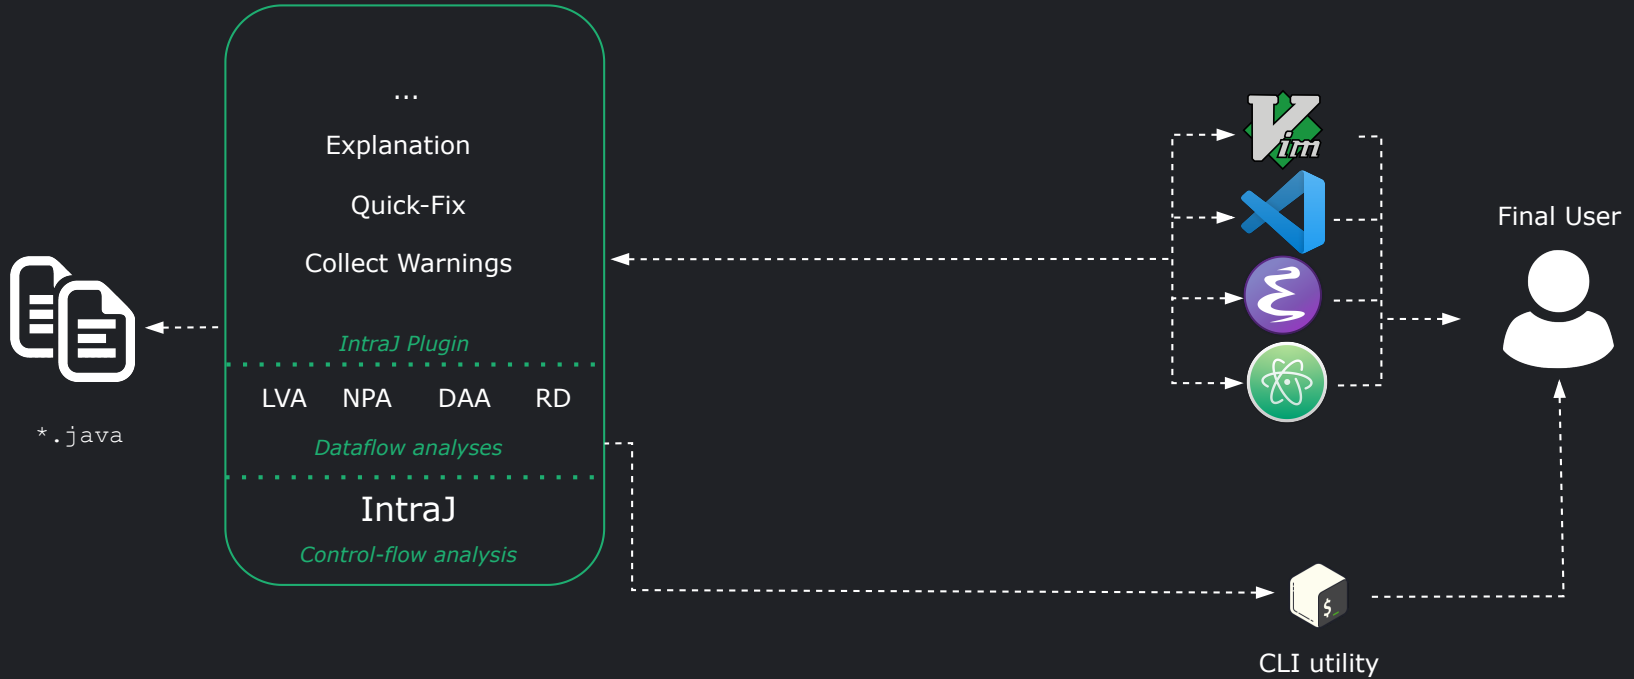 ...
Explanation
Quick-Fix
Collect Warnings
IntraJ Plugin
LVA NPA DAA RD
Dataflow analyses
IntraJ
Control-flow analysis
*.java
Vim
Final User
$_
CLI utility